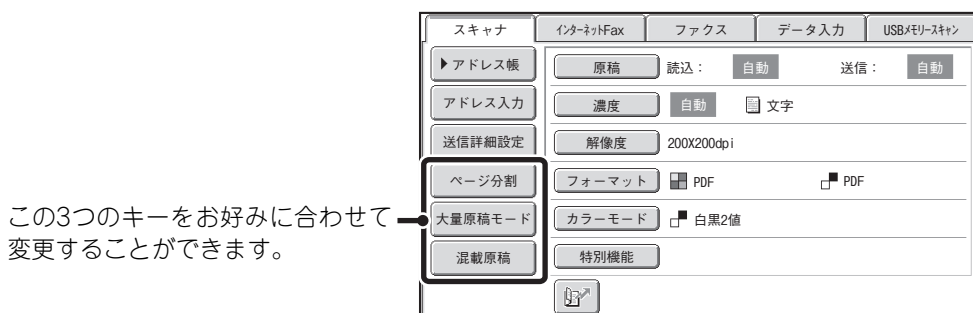 スキャナ インターネットFax ファックス データ入力 USBメモリースキャン
アドレス帳 原稿 読込： 自動 送信： 自動
アドレス入力 濃度 自動 文字
送信詳細設定 解像度 200X200dpi
ページ分割 フォーマット PDF PDF
大量原稿モード カラーモード 白黒2値
混載原稿 特別機能
この3つのキーをお好みに合わせて
変更することができます。